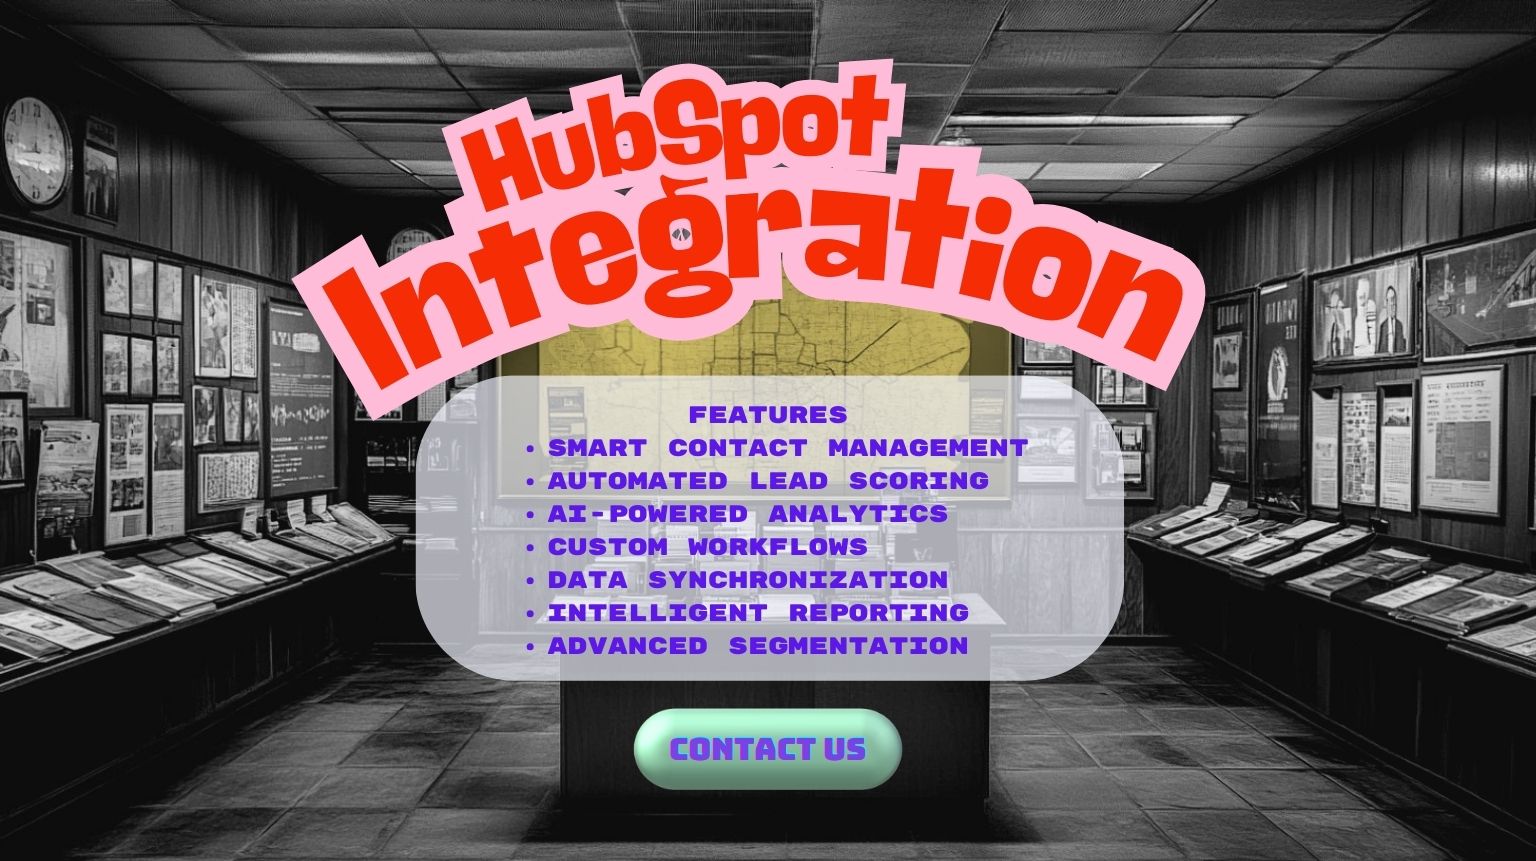 HubSpot
Integration
FEATURES
• SMART CONTACT MANAGEMENT
• AUTOMATED LEAD SCORING
• AI-POWERED ANALYTICS
• CUSTOM WORKFLOWS
• DATA SYNCHRONIZATION
• INTELLIGENT REPORTING
• ADVANCED SEGMENTATION
CONTACT US